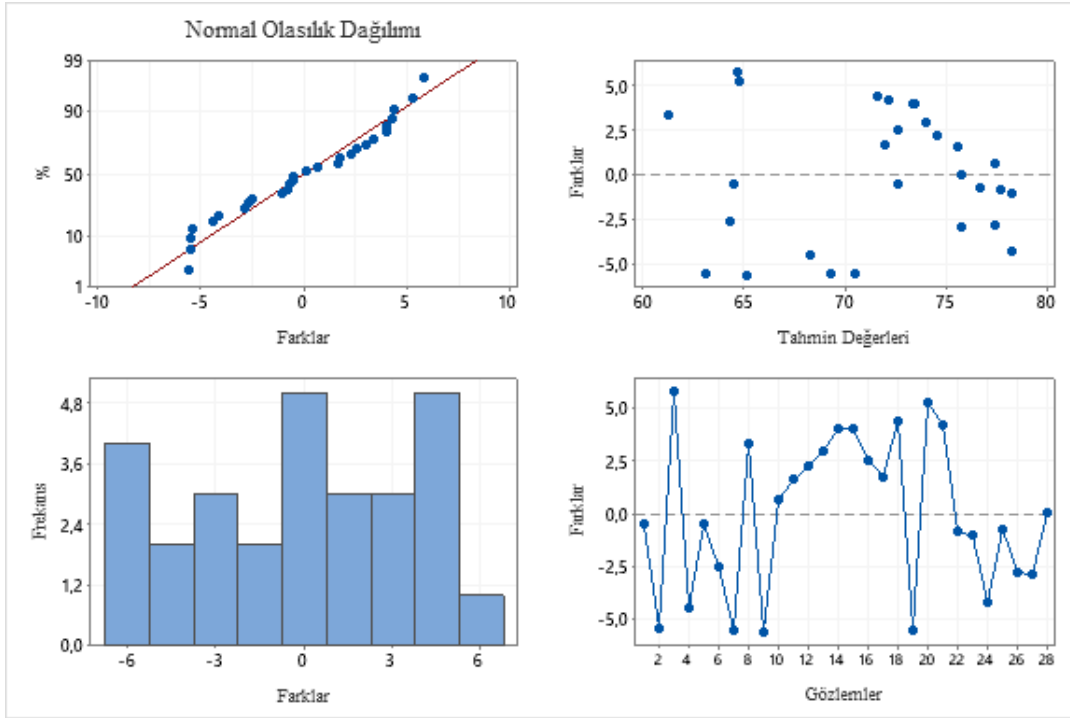 Normal Olasılık Dağılımı
99
90
50
10
1
%
-10 -5 0 5 10
Farklar
5,0
2,5
0,0
-2,5
-5,0
Farklar
60 65 70 75 80
Tahmin Değerleri
4,8
3,6
2,4
1,2
0,0
Frekans
-6 -3 0 3 6
Farklar
5,0
2,5
0,0
-2,5
-5,0
Farklar
2 4 6 8 10 12 14 16 18 20 22 24 26 28
Gözlemler